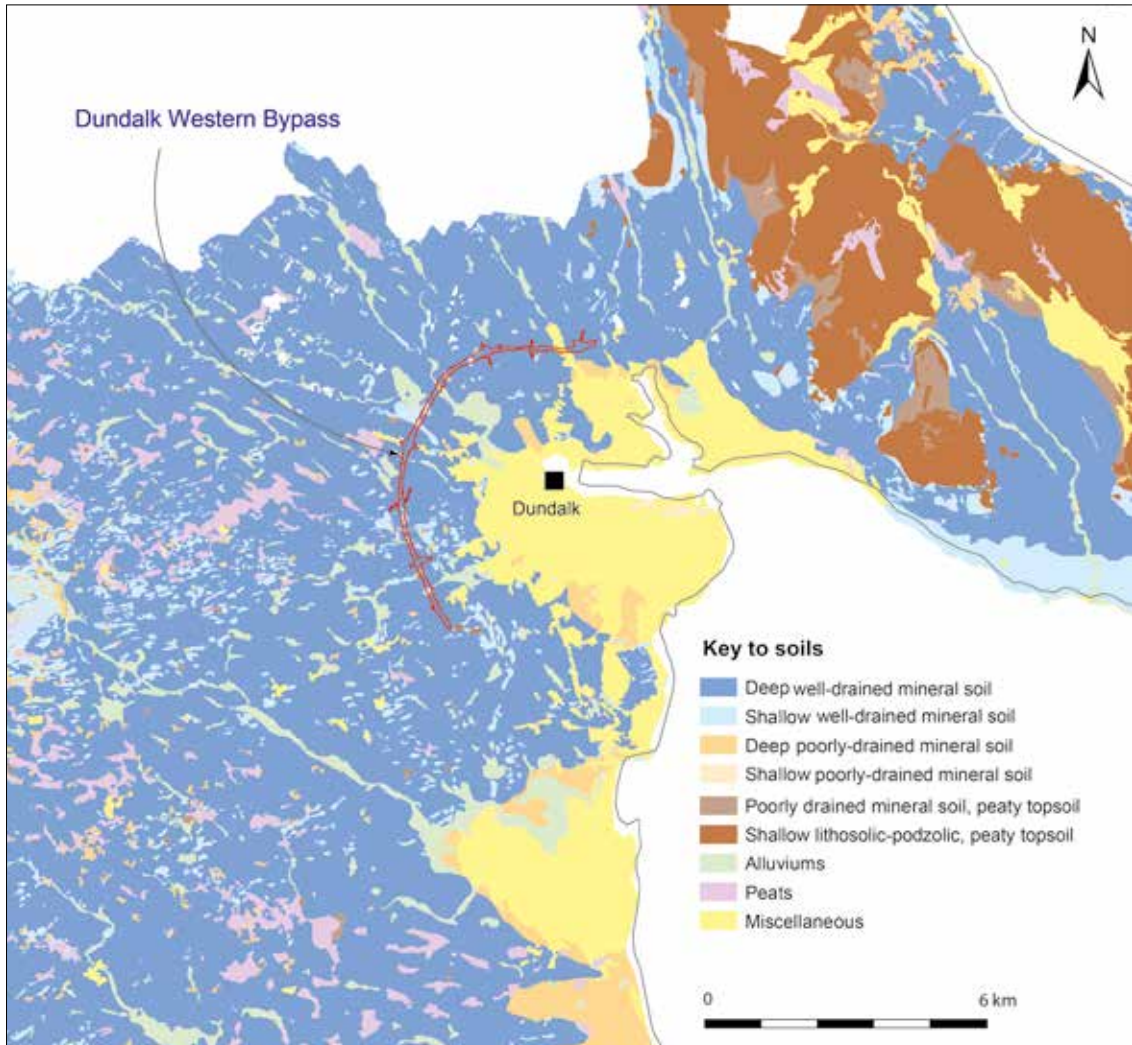 N
Dundalk Western Bypass
Dundalk
Key to soils
Deep well-drained mineral soil
Shallow well-drained mineral soil
Deep poorly-drained mineral soil
Shallow poorly-drained mineral soil
Poorly drained mineral soil, peaty topsoil
Shallow lithosolic-podzolic, peaty topsoil
Alluviums
Peats
Miscellaneous
0 6 km